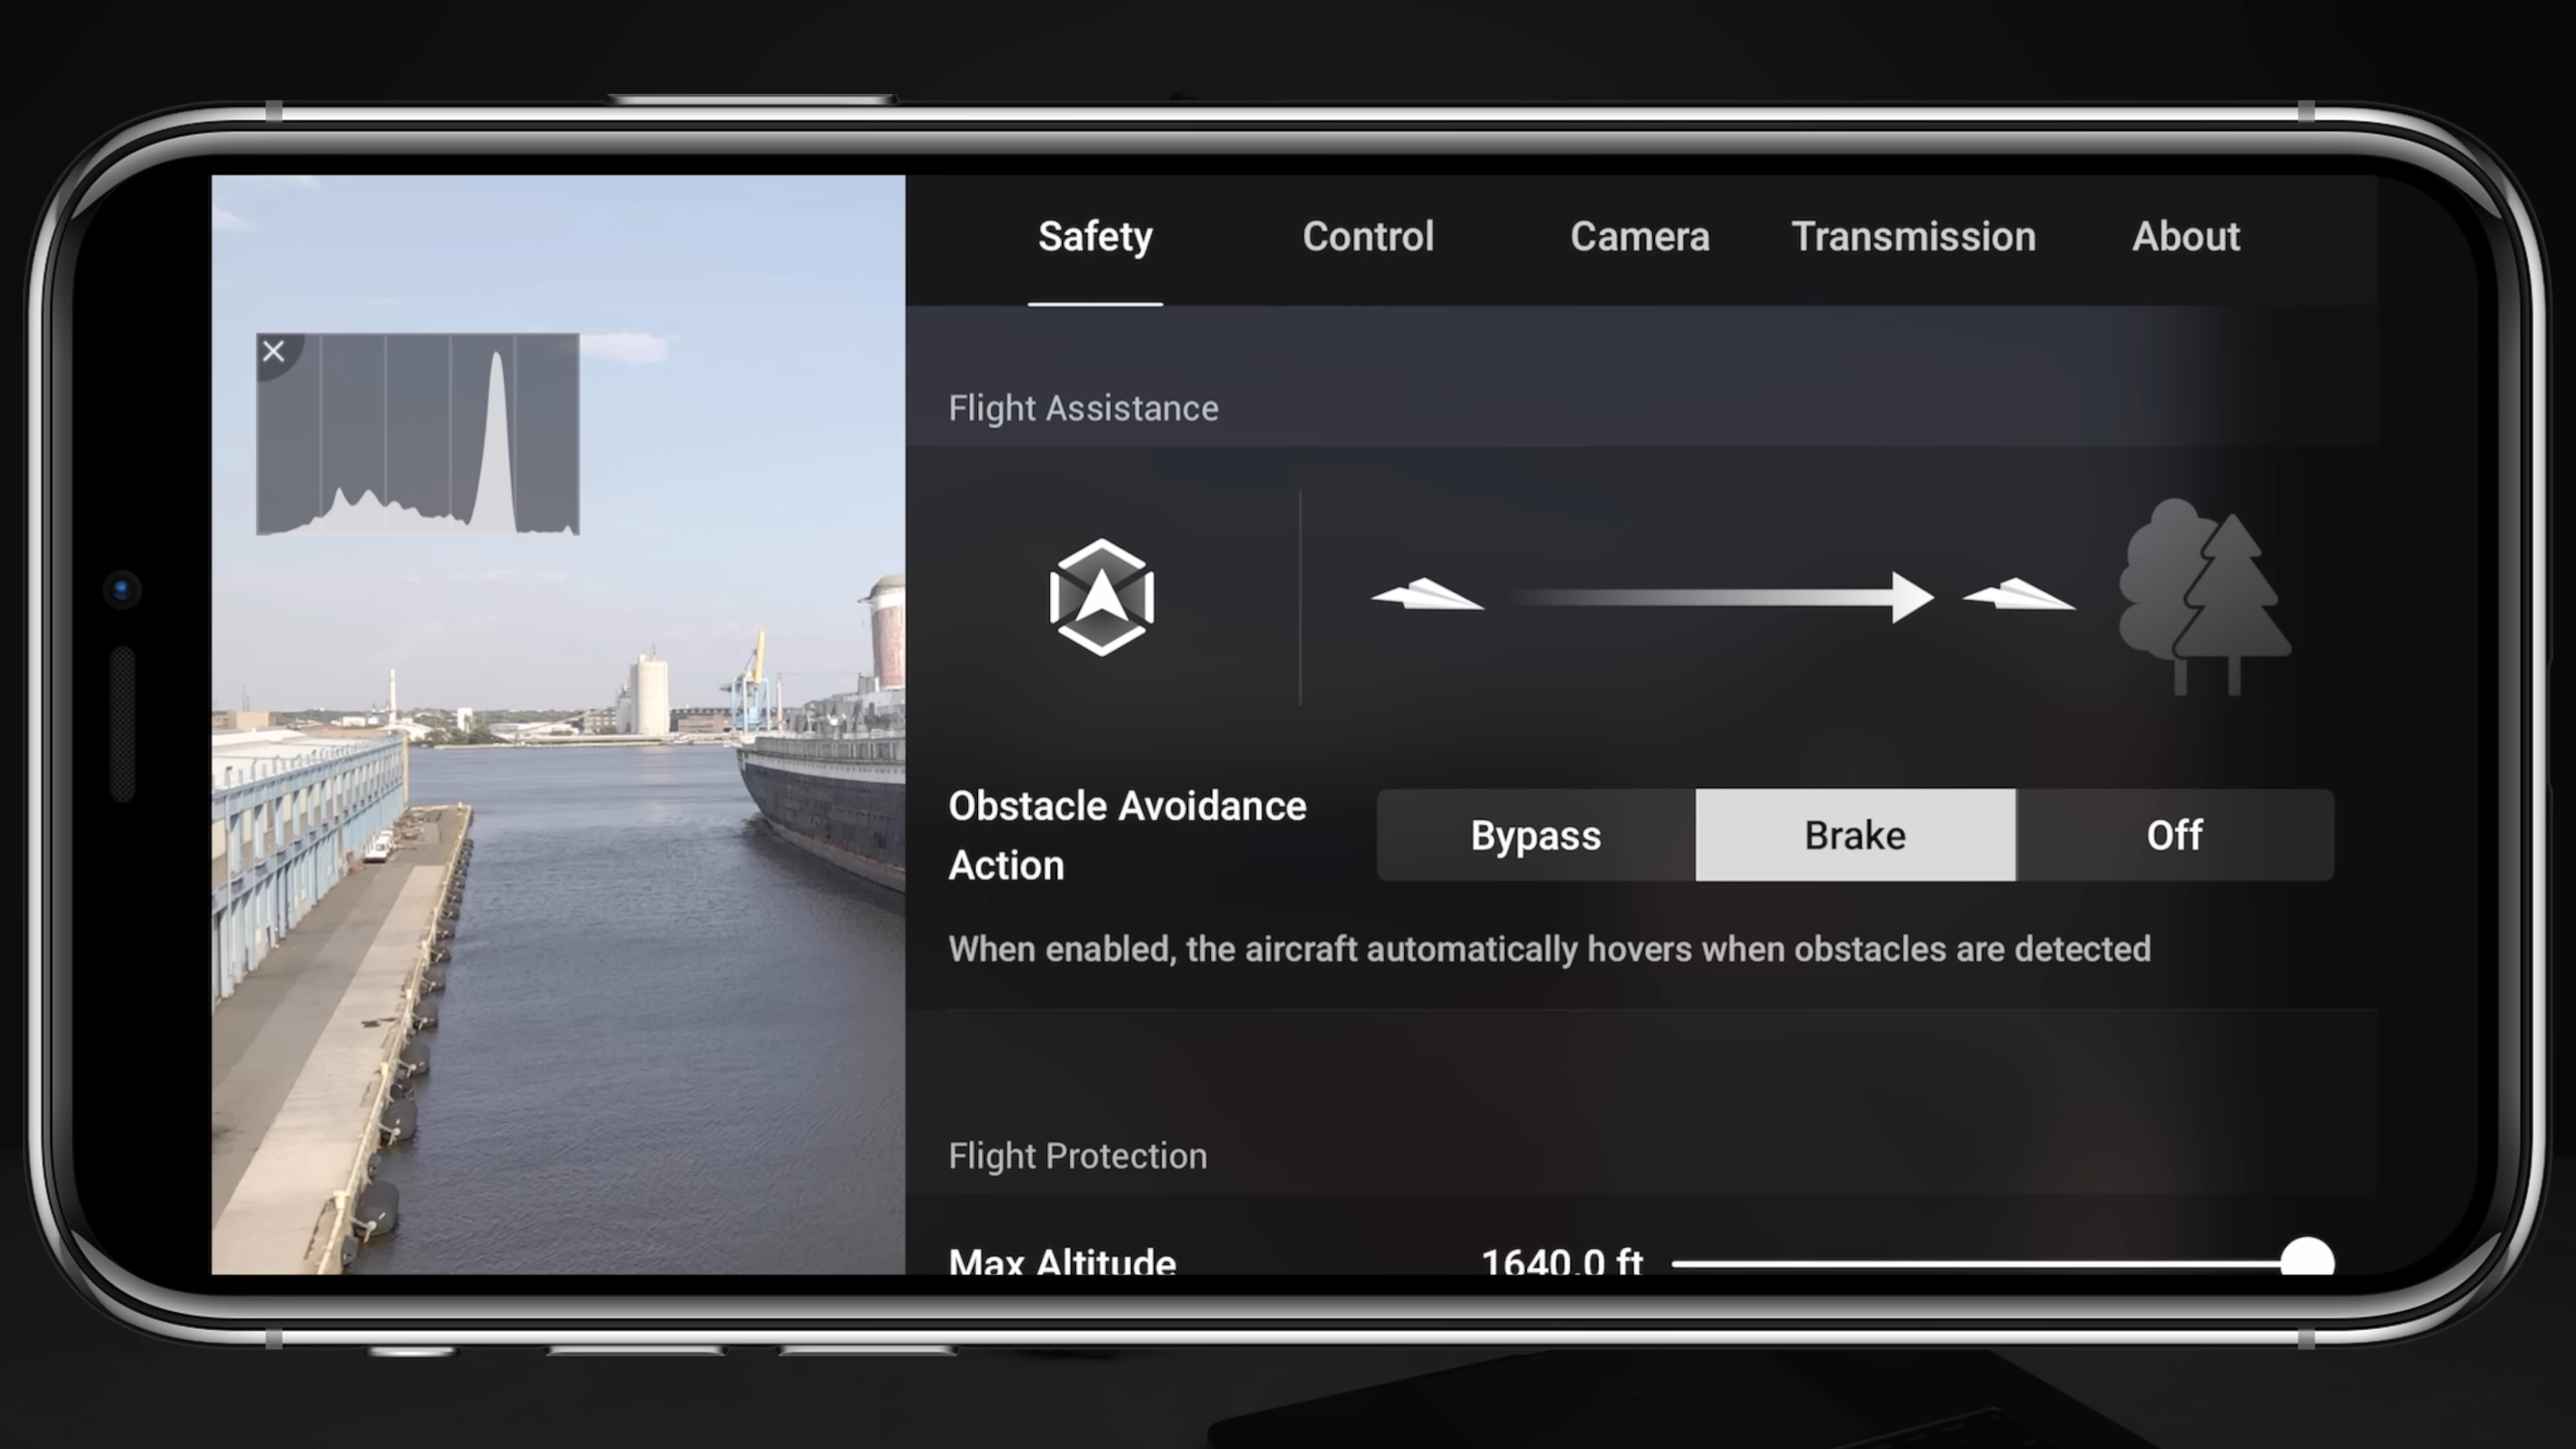 Safety Control Camera Transmission About
Flight Assistance
Obstacle Avoidance
Action
Bypass Brake Off
When enabled, the aircraft automatically hovers when obstacles are detected
Flight Protection
Max Altitude 1640.0 ft